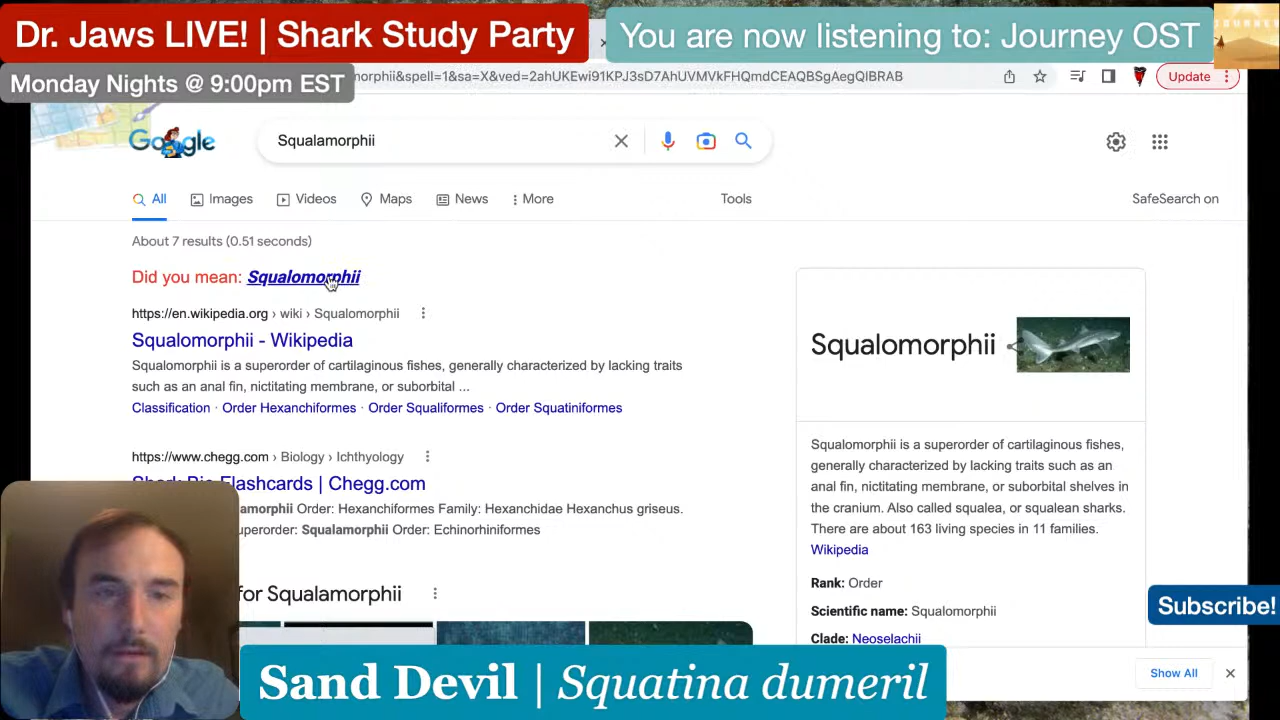 Dr. Jaws LIVE! | Shark Study Party
You are now listening to: Journey OST
JOURNEY
Monday Nights @ 9:00pm EST
orphii&spell=1&sa=X&ved=2ahUKEwi91KPJ3sD7AhUVMVkFHQmdCEAQBSgAegQIBRAB
Update
Google
Squalamorphii
All
Images
Videos
Maps
News
More
Tools
SafeSearch on
About 7 results (0.51 seconds)
Did you mean: Squalomorphii
https://en.wikipedia.org › wiki › Squalomorphii
Squalomorphii - Wikipedia
Squalomorphii is a superorder of cartilaginous fishes, generally characterized by lacking traits
such as an anal fin, nictitating membrane, or suborbital ...
Classification · Order Hexanchiformes · Order Squaliformes · Order Squatiniformes
https://www.chegg.com › Biology › Ichthyology
Shark Bio Flashcards | Chegg.com
amorphii Order: Hexanchiformes Family: Hexanchidae Hexanchus griseus.
uperorder: Squalamorphii Order: Echinorhiniformes
for Squalamorphii
Squalomorphii
Squalomorphii is a superorder of cartilaginous fishes,
generally characterized by lacking traits such as an
anal fin, nictitating membrane, or suborbital shelves in
the cranium. Also called squalea, or squalean sharks.
There are about 163 living species in 11 families.
Wikipedia
Rank: Order
Scientific name: Squalomorphii
Clade: Neoselachii
Subscribe!
Show All
Sand Devil | Squatina dumeril